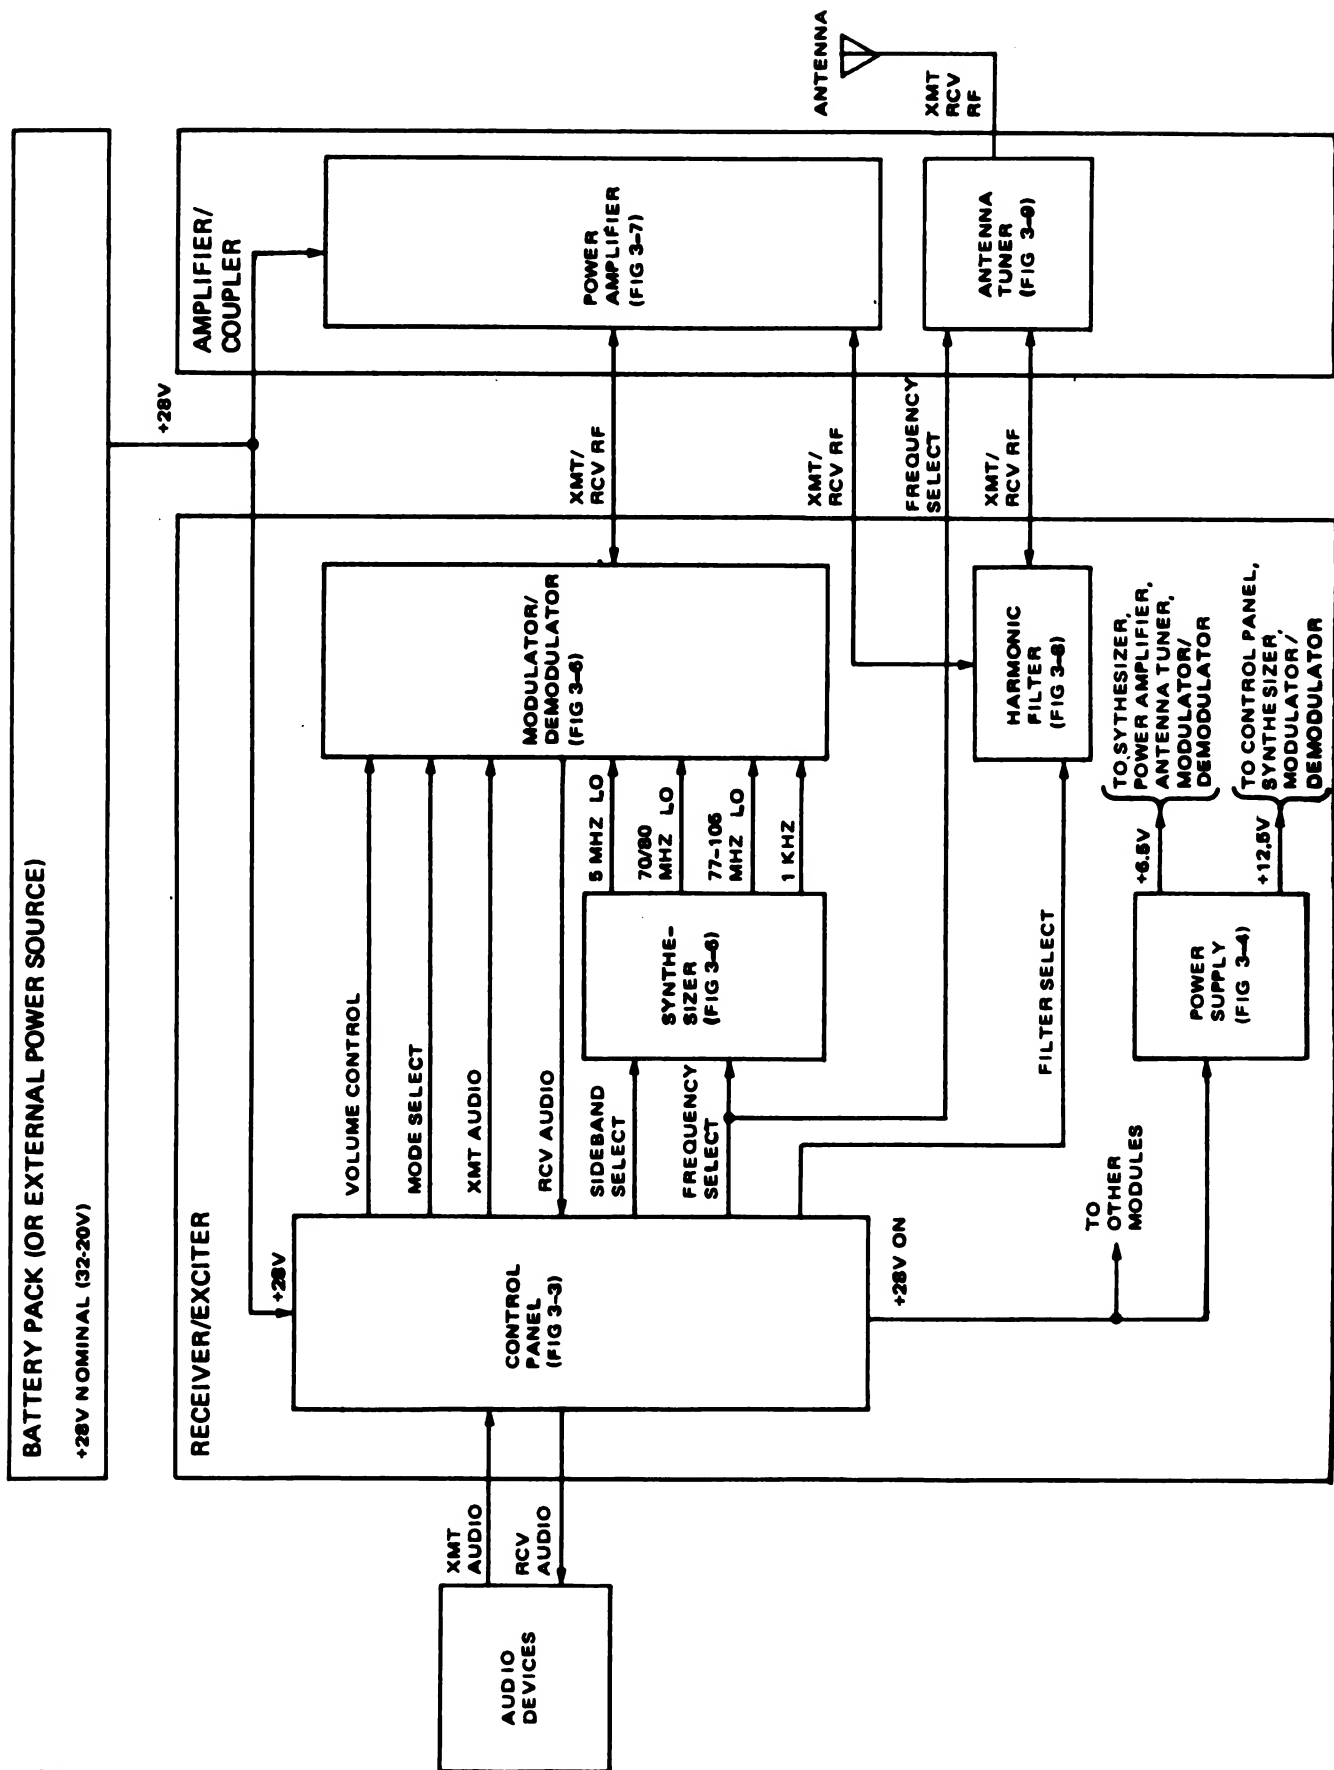 BATTERY PACK (OR EXTERNAL POWER SOURCE)
+28V NOMINAL (32-20V)
+28V
RECEIVER/EXCITER
AMPLIFIER/
COUPLER
+28V
AUDIO
DEVICES
XMT
AUDIO
RCV
AUDIO
CONTROL
PANEL
(FIG 3-3)
VOLUME CONTROL
MODE SELECT
XMT AUDIO
RCV AUDIO
SIDEBAND
SELECT
FREQUENCY
SELECT
SYNTHE-
SIZER
(FIG 3-5)
5 MHZ LO
70/80
MHZ LO
77-105
MHZ LO
1 KHZ
MODULATOR/
DEMODULATOR
(FIG 3-6)
XMT/
RCV RF
POWER
AMPLIFIER
(FIG 3-7)
XMT/
RCV RF
FREQUENCY
SELECT
XMT/
RCV RF
ANTENNA
TUNER
(FIG 3-9)
ANTENNA
XMT
RCV
RF
HARMONIC
FILTER
(FIG 3-8)
FILTER SELECT
+28V ON
TO
OTHER
MODULES
POWER
SUPPLY
(FIG 3-4)
+6.5V
TO SYTHESIZER,
POWER AMPLIFIER,
ANTENNA TUNER,
MODULATOR/
DEMODULATOR
+12.5V
TO CONTROL PANEL,
SYNTHESIZER,
MODULATOR/
DEMODULATOR